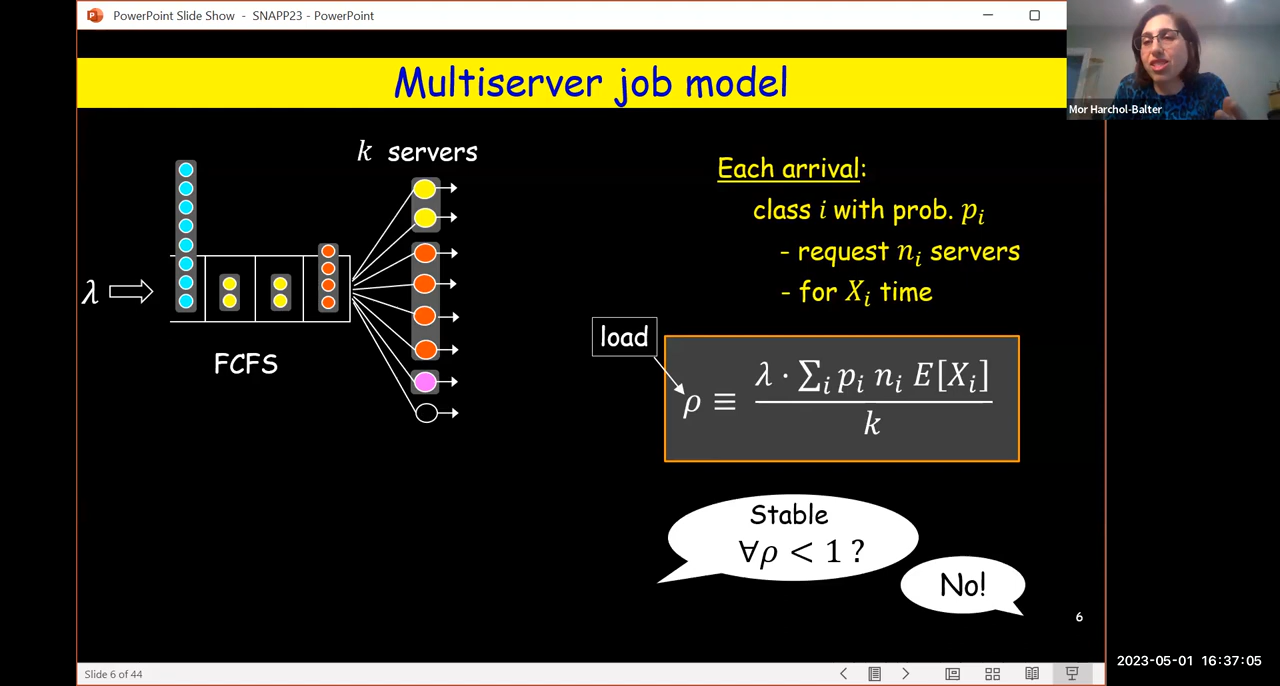 PowerPoint Slide Show - SNAPP23 - PowerPoint
Mor Harchol-Balter
Multiserver job model
k servers
λ
FCFS
Each arrival:
class i with prob. pᵢ
- request nᵢ servers
- for Xᵢ time
load
ρ ≡ λ · ∑ᵢ pᵢ nᵢ E[Xᵢ] / k
Stable
∀ρ < 1 ?
No!
6
Slide 6 of 44
2023-05-01 16:37:05